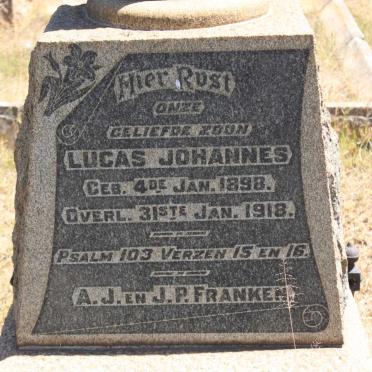 Hier Rust
ONZE
GELIEFDE ZOON
LUCAS JOHANNES
GEB. 4DE JAN. 1898.
OVERL. 31STE JAN. 1918.
PSALM 103 VERZEN 15 EN 16.
A.J. EN J.P. FRANKEN